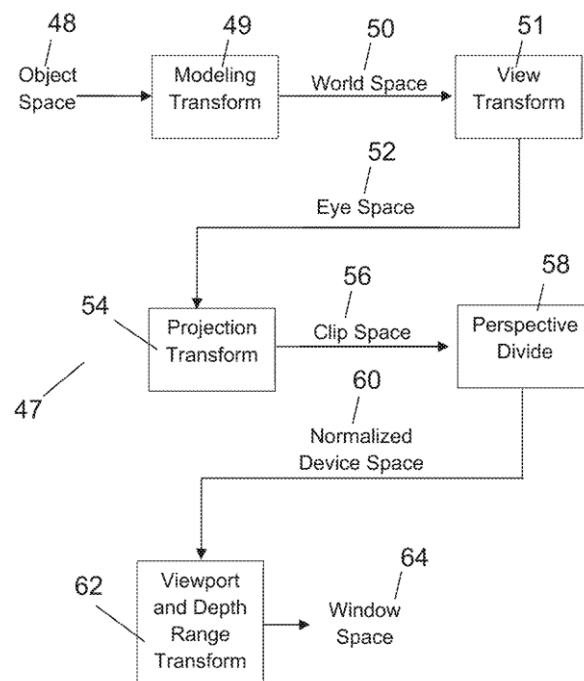 48
Object
Space
49
Modeling
Transform
50
World Space
51
View
Transform
52
Eye Space
54
Projection
Transform
56
Clip Space
58
Perspective
Divide
47
60
Normalized
Device Space
62
Viewport
and Depth
Range
Transform
64
Window
Space